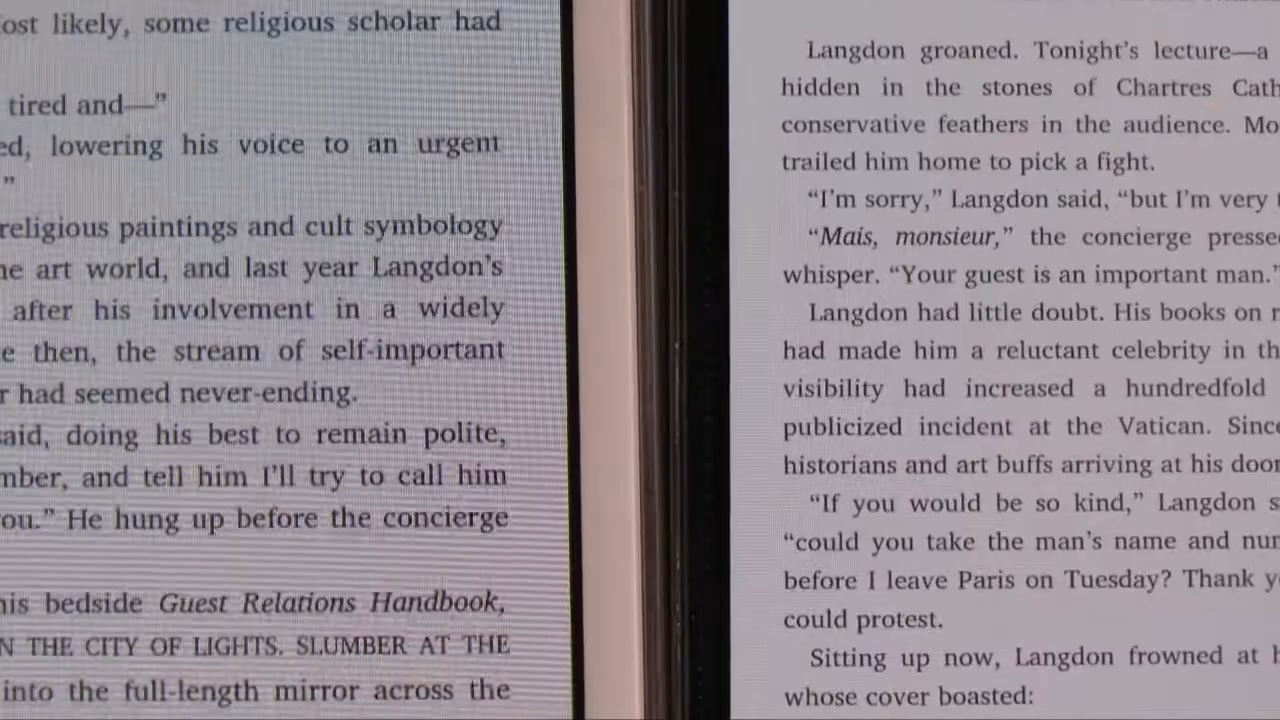 ost likely, some religious scholar had
tired and—”
ed, lowering his voice to an urgent
”
religious paintings and cult symbology
he art world, and last year Langdon’s
after his involvement in a widely
e then, the stream of self-important
r had seemed never-ending.
aid, doing his best to remain polite,
mber, and tell him I’ll try to call him
ou.” He hung up before the concierge
his bedside Guest Relations Handbook,
N THE CITY OF LIGHTS. SLUMBER AT THE
into the full-length mirror across the
Langdon groaned. Tonight’s lecture—a
hidden in the stones of Chartres Cath
conservative feathers in the audience. Mo
trailed him home to pick a fight.
“I’m sorry,” Langdon said, “but I’m very
“Mais, monsieur,” the concierge presse
whisper. “Your guest is an important man.”
Langdon had little doubt. His books on r
had made him a reluctant celebrity in th
visibility had increased a hundredfold
publicized incident at the Vatican. Since
historians and art buffs arriving at his door
“If you would be so kind,” Langdon s
“could you take the man’s name and num
before I leave Paris on Tuesday? Thank y
could protest.
Sitting up now, Langdon frowned at h
whose cover boasted: